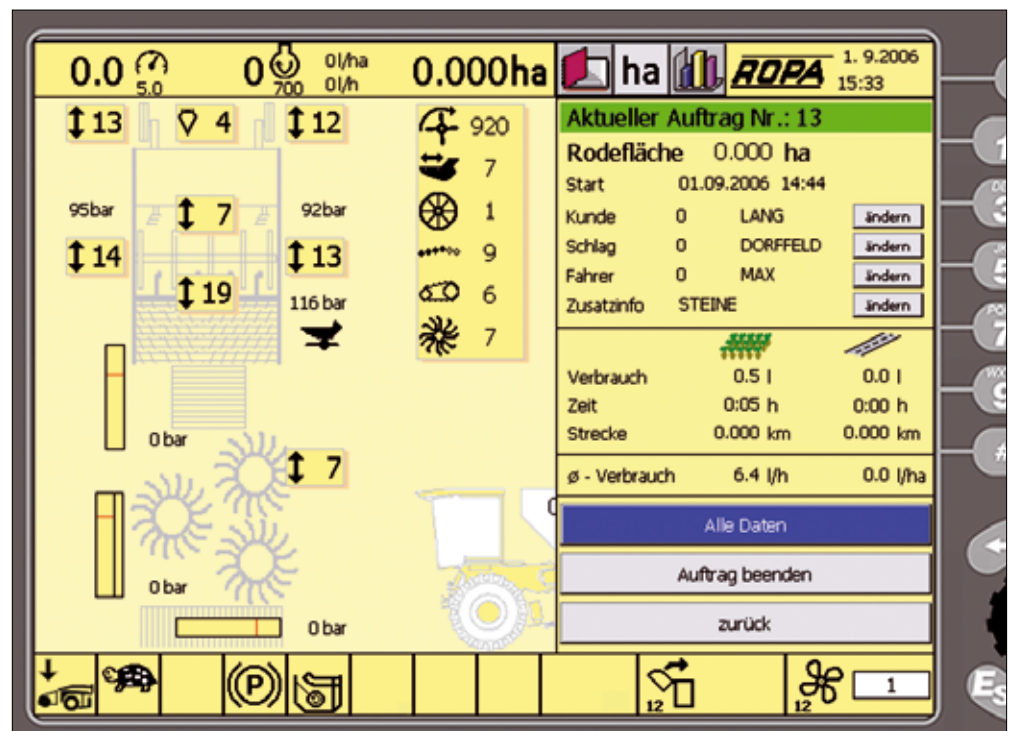 0.0 5.0 0 700 0 l/ha 0.000ha ha ROPA 1. 9.2006
0 l/h 15:33
13 4 12 920
7
95bar 7 92bar 1
14 13 9
19 116 bar 6
7
0 bar
7
0 bar
0 bar
Aktueller Auftrag Nr.: 13
Rodefläche 0.000 ha
Start 01.09.2006 14:44
Kunde 0 LANG ändern
Schlag 0 DORFFELD ändern
Fahrer 0 MAX ändern
Zusatzinfo STEINE ändern
Verbrauch 0.5 l 0.0 l
Zeit 0:05 h 0:00 h
Strecke 0.000 km 0.000 km
ø - Verbrauch 6.4 l/h 0.0 l/ha
Alle Daten
Auftrag beenden
zurück
(P) 12 12 1
1
3
5
7
9
#
Es